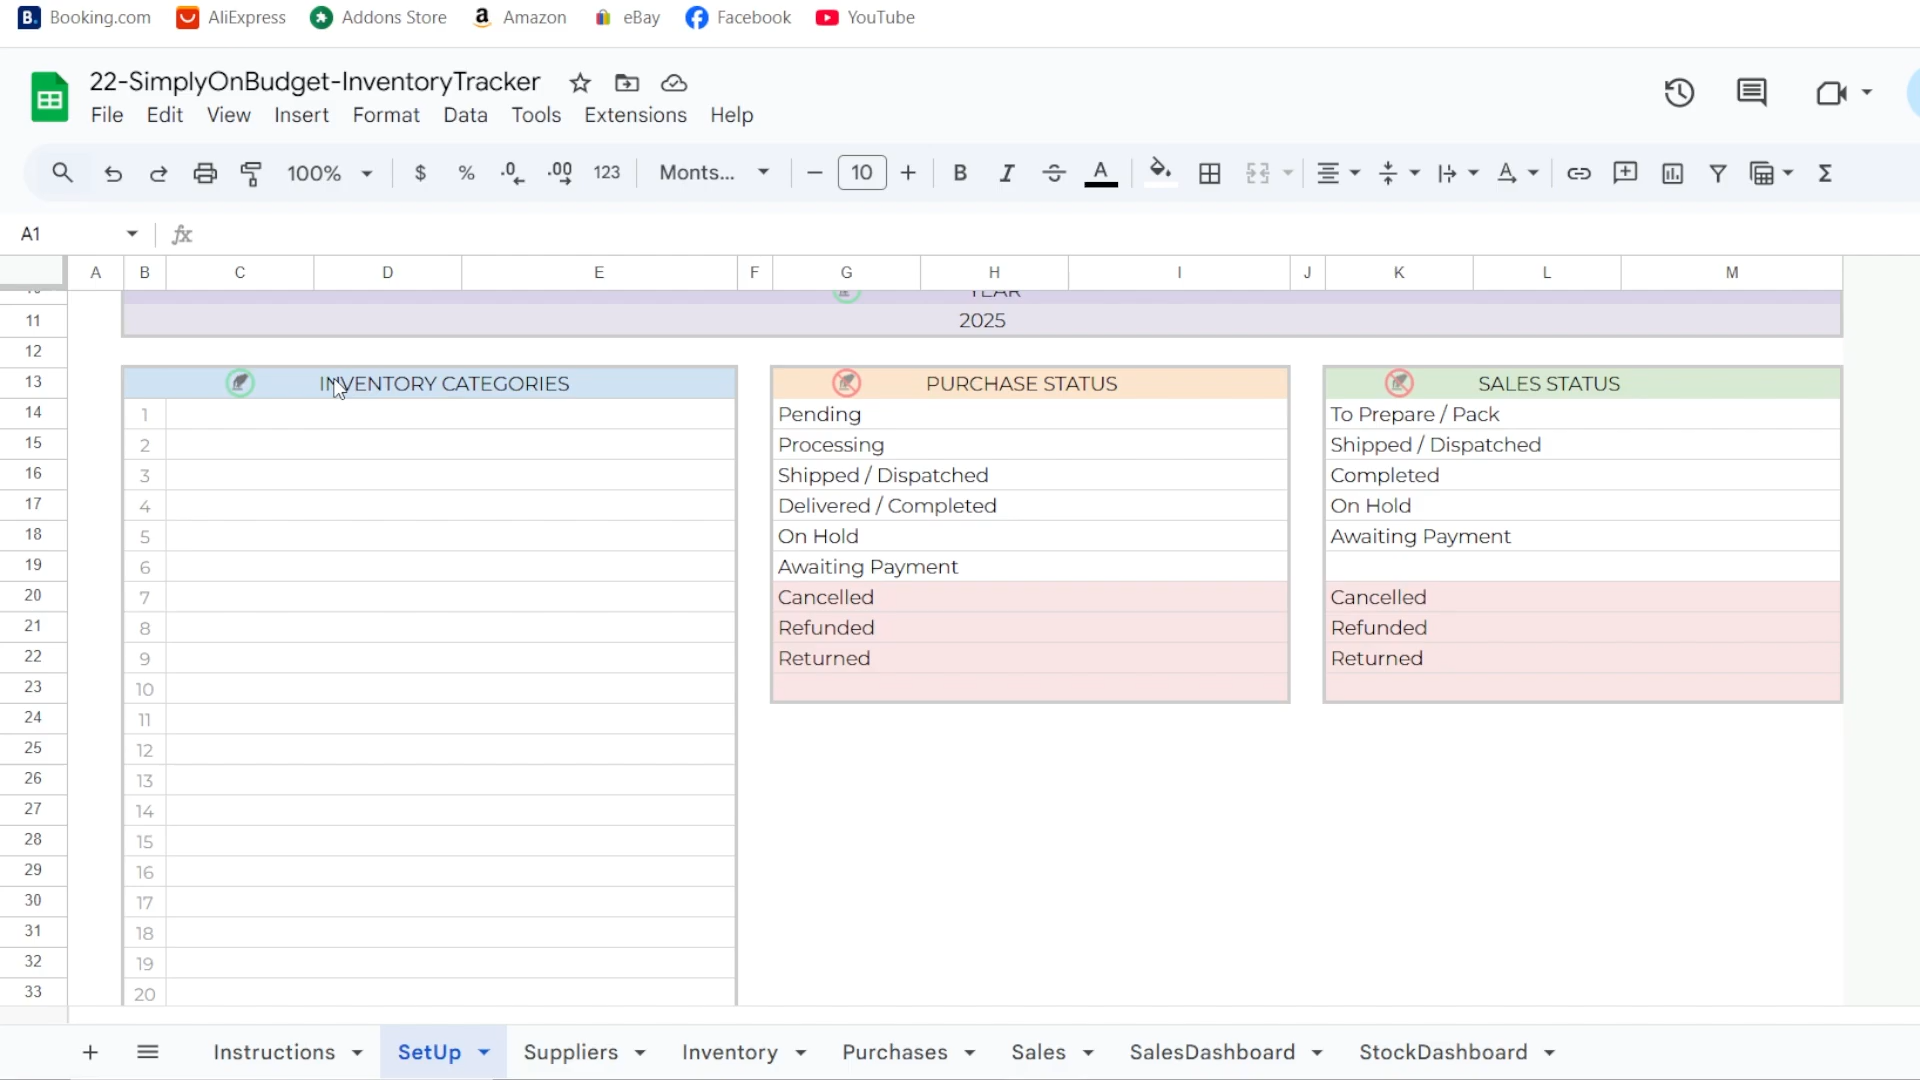 B. Booking.com AliExpress Addons Store a Amazon eBay Facebook YouTube
22-SimplyOnBudget-InventoryTracker
File Edit View Insert Format Data Tools Extensions Help
100% $ % .0 .00 123 Monts... 10 B I S A A Σ
A1 fx
A B C D E F G H I J K L M
YEAR
11 2025
12
13 INVENTORY CATEGORIES PURCHASE STATUS SALES STATUS
14 1 Pending To Prepare / Pack
15 2 Processing Shipped / Dispatched
16 3 Shipped / Dispatched Completed
17 4 Delivered / Completed On Hold
18 5 On Hold Awaiting Payment
19 6 Awaiting Payment
20 7 Cancelled Cancelled
21 8 Refunded Refunded
22 9 Returned Returned
23 10
24 11
25 12
26 13
27 14
28 15
29 16
30 17
31 18
32 19
33 20
Instructions SetUp Suppliers Inventory Purchases Sales SalesDashboard StockDashboard